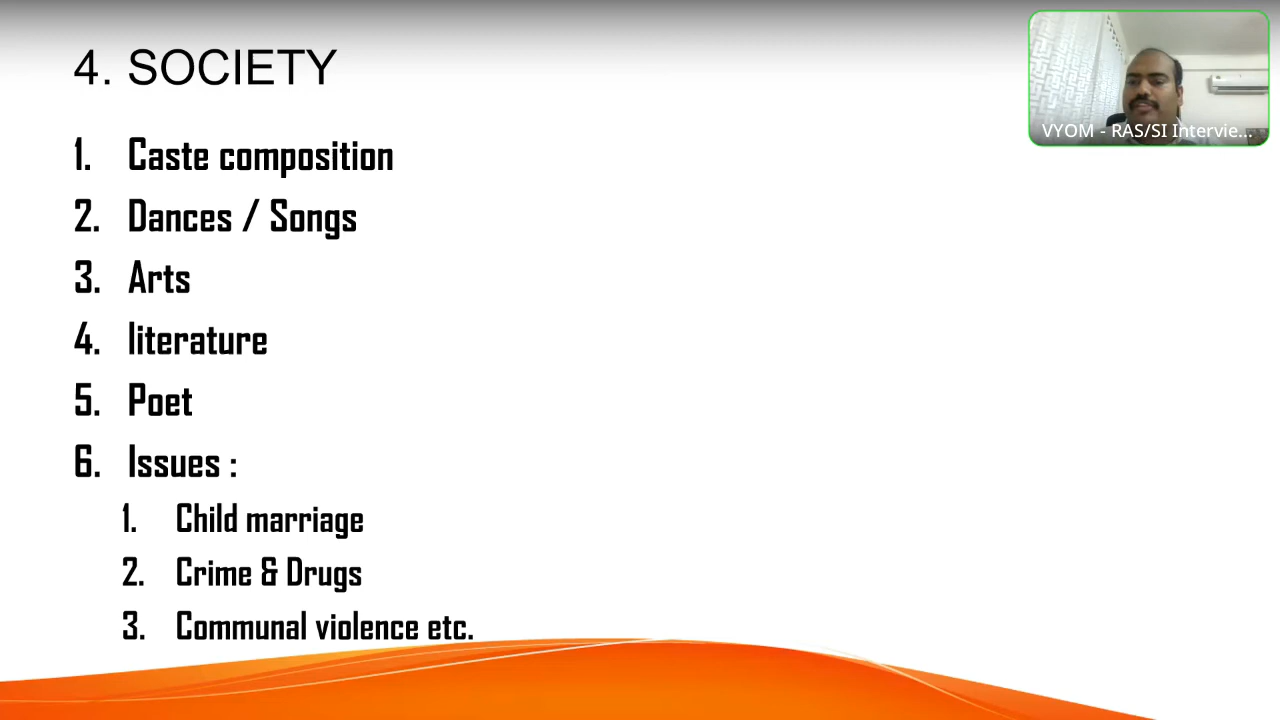 4. SOCIETY
VYOM - RAS/SI Intervie...
1. Caste composition
2. Dances / Songs
3. Arts
4. literature
5. Poet
6. Issues :
1. Child marriage
2. Crime & Drugs
3. Communal violence etc.